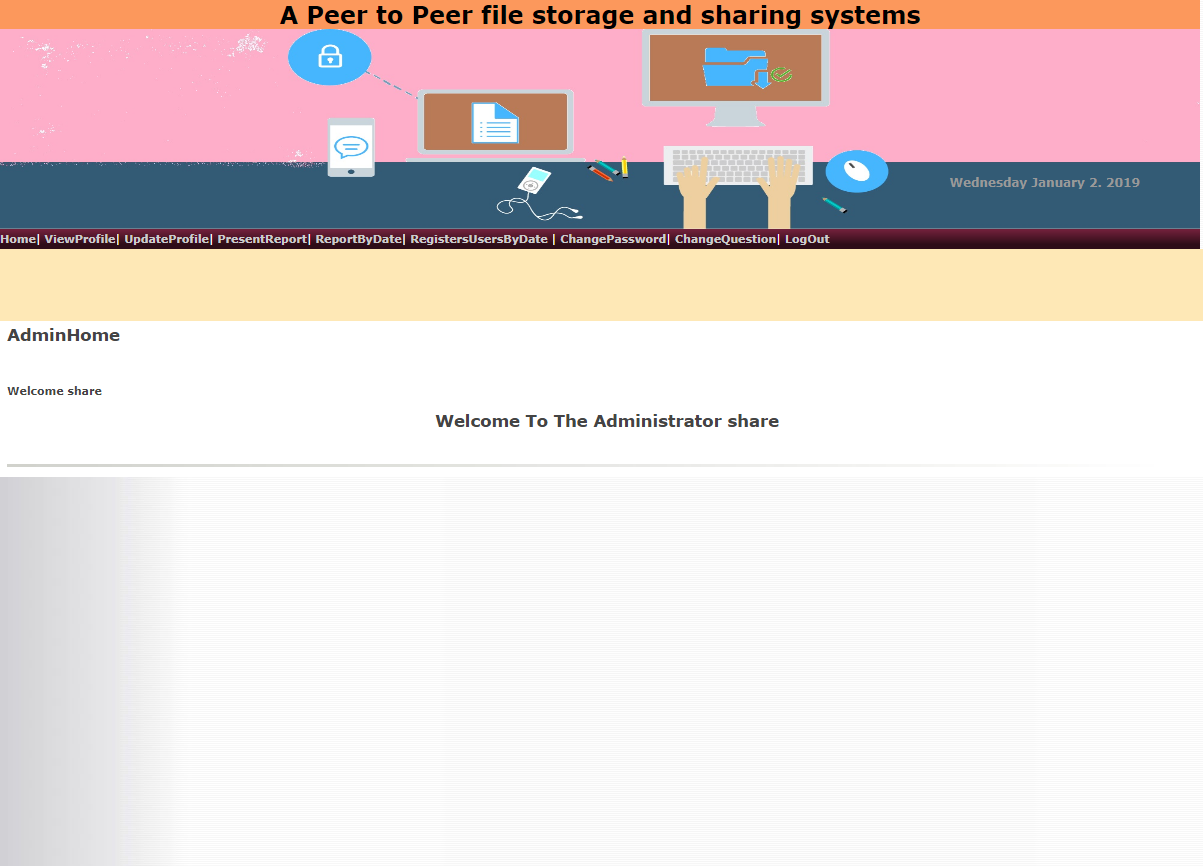 A Peer to Peer file storage and sharing systems
Wednesday January 2. 2019
Home| ViewProfile| UpdateProfile| PresentReport| ReportByDate| RegistersUsersByDate | ChangePassword| ChangeQuestion| LogOut
AdminHome
Welcome share
Welcome To The Administrator share